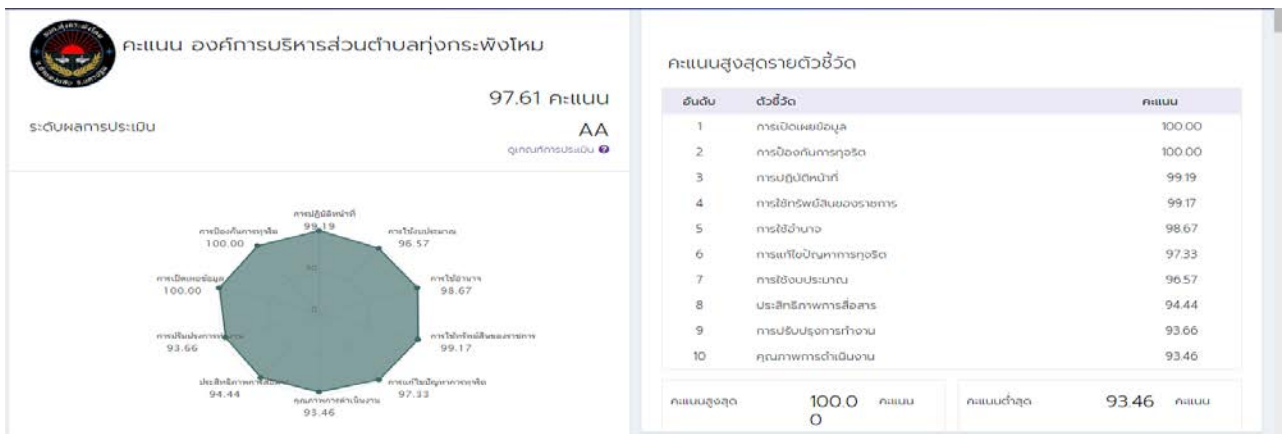 คะแนน องค์การบริหารส่วนตำบลทุ่งกระพังโหม
97.61 คะแนน
ระดับผลการประเมิน
AA
ดูเกณฑ์การประเมิน
การปฏิบัติหน้าที่
99.19
การป้องกันการทุจริต
100.00
การใช้งบประมาณ
96.57
การเปิดเผยข้อมูล
100.00
50
0
การใช้อำนาจ
98.67
การปรับปรุงการทำงาน
93.66
การใช้ทรัพย์สินของราชการ
99.17
ประสิทธิภาพการสื่อสาร
94.44
คุณภาพการดำเนินงาน
93.46
การแก้ไขปัญหาการทุจริต
97.33
คะแนนสูงสุดรายตัวชี้วัด
อันดับ ตัวชี้วัด คะแนน
1 การเปิดเผยข้อมูล 100.00
2 การป้องกันการทุจริต 100.00
3 การปฏิบัติหน้าที่ 99.19
4 การใช้ทรัพย์สินของราชการ 99.17
5 การใช้อำนาจ 98.67
6 การแก้ไขปัญหาการทุจริต 97.33
7 การใช้งบประมาณ 96.57
8 ประสิทธิภาพการสื่อสาร 94.44
9 การปรับปรุงการทำงาน 93.66
10 คุณภาพการดำเนินงาน 93.46
คะแนนสูงสุด 100.0
0 คะแนน
คะแนนต่ำสุด 93.46 คะแนน